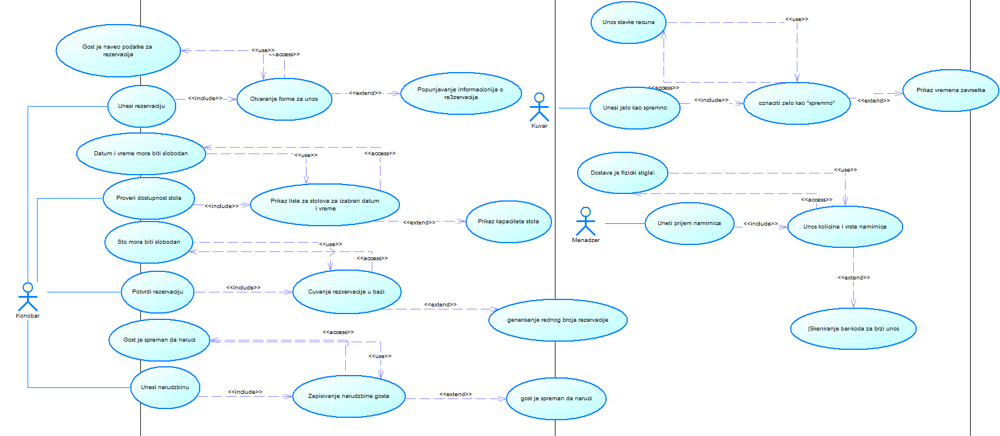 Gost je naveo podatke za
rezervacija
<<use>>
<<access>>
Unesi rezervaciju
<<include>>
Otvaranje forme za unos
<<extend>>
Popunjavanje informacionija o
re3zervacija
Datum i vreme mora biti slobodan
<<use>>
<<access>>
Proveri dostupnost stola
<<include>>
Prikaz liste za stolova za izabran datum
i vreme
<<extend>>
Prikaz kapaciteta stola
Sto mora biti slobodan
<<use>>
<<access>>
Potvrdi rezervaciju
<<include>>
Cuvanje rezxervacije u bazi
<<extend>>
generisanje rednog broja rezervacije
Konobar
Gost je spreman da naruci
<<access>>
<<use>>
Unesi narudzbinu
<<include>>
Zapisivanje narudzbine gosta
<<extend>>
gost je spreman da naruci
Unos stavke racuna
<<use>>
<<access>>
Kuvar
Unesi jelo kao spremno
<<include>>
oznaciti zelo kao "spremno"
<<extend>>
Prikaz vremena zavrsetka
Dostava je fizicki stigla\
<<use>>
<<access>>
Menadzer
Uneti prijem namirnica
<<include>>
Unos kolicine i vrste namirnica
<<extend>>
|Skeniranje bar-koda za brzi unos